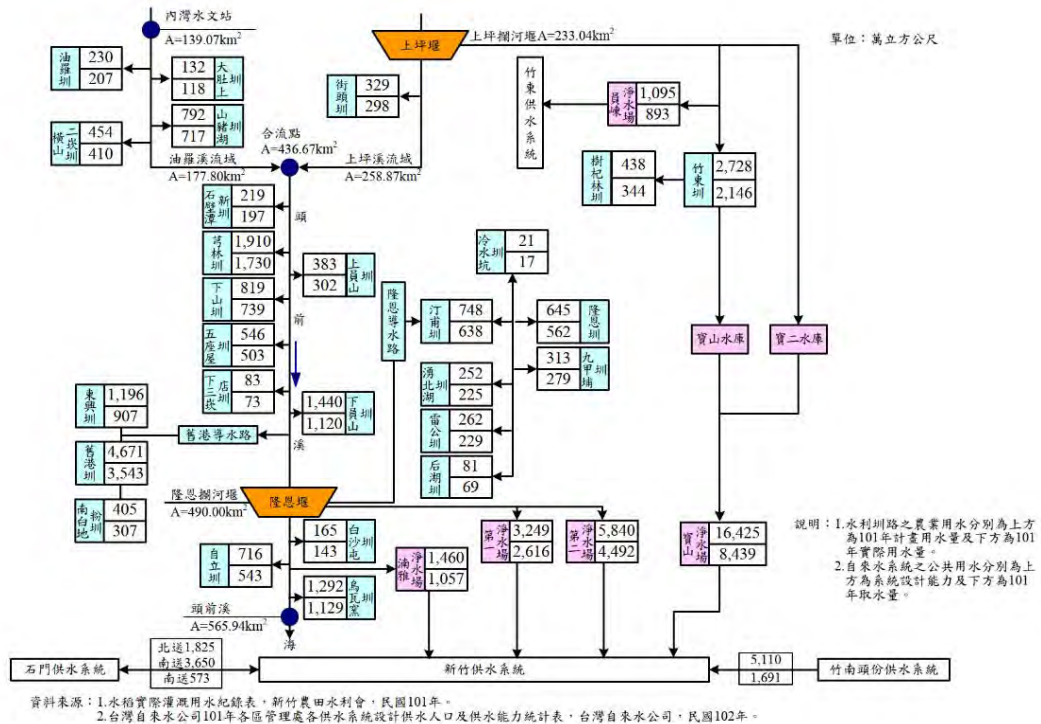 內灣水文站
A=139.07km²
油羅圳
230
207
132
118
大肚圳上
792
717
山豬湖圳
橫山二崁圳
454
410
油羅溪流域
A=177.80km²
合流點
A=436.67km²
上坪溪流域
A=258.87km²
上坪堰
上坪攔河堰A=233.04km²
街頭圳
329
298
單位：萬立方公尺
竹東供水系統
員崠淨水場
1,095
893
樹杞林圳
438
344
竹東圳
2,728
2,146
寶山水庫
寶二水庫
石壁潭新圳
219
197
頭
芎林圳
1,910
1,730
383
302
上員山圳
下山圳
819
739
前
五座屋圳
546
503
下三崁店圳
83
73
1,440
1,120
下員山圳
溪
東興圳
1,196
907
舊港導水路
舊港圳
4,671
3,543
南白地粉圳
405
307
隆恩導水路
冷水坑圳
21
17
汀甫圳
748
638
645
562
隆恩圳
313
279
九甲埔圳
湧北湖圳
252
225
雷公圳
262
229
后湖圳
81
69
隆恩攔河堰
A=490.00km²
隆恩堰
165
143
白沙屯圳
自立圳
716
543
湳雅淨水場
1,460
1,057
1,292
1,129
烏瓦窯圳
第一淨水場
3,249
2,616
第二淨水場
5,840
4,492
寶山淨水場
16,425
8,439
頭前溪
A=565.94km²
海
說明：1.水利圳路之農業用水分別為上方
為101年計畫用水量及下方為101
年實際用水量。
2.自來水系統之公共用水分別為上
方為系統設計能力及下方為101
年取水量。
石門供水系統
北送1,825
南送3,650
南送573
新竹供水系統
5,110
1,691
竹南頭份供水系統
資料來源：1.水稻實際灌溉用水紀錄表，新竹農田水利會，民國101年。
2.台灣自來水公司101年各區管理處各供水系統設計供水人口及供水能力統計表，台灣自來水公司，民國102年。